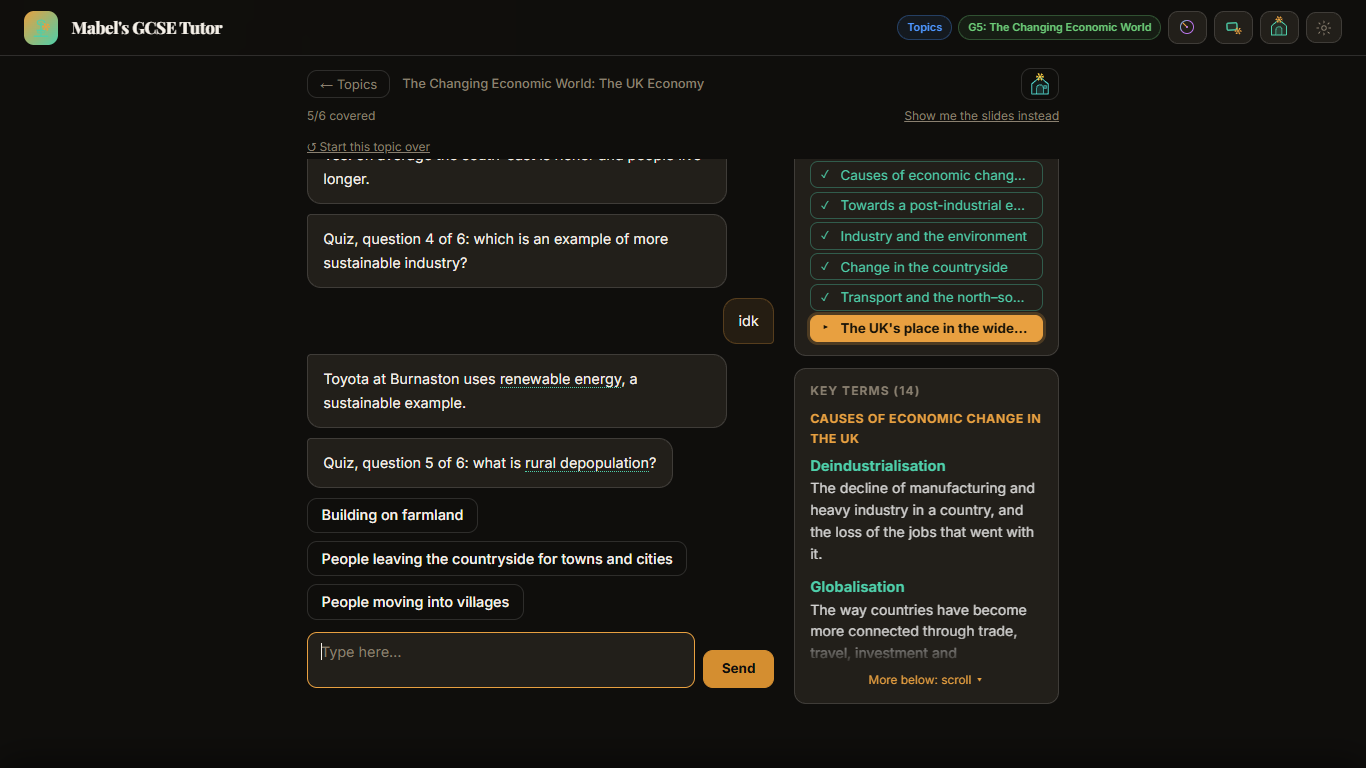 Mabel's GCSE Tutor
Topics
G5: The Changing Economic World
← Topics
The Changing Economic World: The UK Economy
5/6 covered
Show me the slides instead
↺ Start this topic over
longer.
Quiz, question 4 of 6: which is an example of more
sustainable industry?
idk
Toyota at Burnaston uses renewable energy, a
sustainable example.
Quiz, question 5 of 6: what is rural depopulation?
Building on farmland
People leaving the countryside for towns and cities
People moving into villages
Type here...
Send
✓ Causes of economic chang...
✓ Towards a post-industrial e...
✓ Industry and the environment
✓ Change in the countryside
✓ Transport and the north–so...
‣ The UK's place in the wide...
KEY TERMS (14)
CAUSES OF ECONOMIC CHANGE IN
THE UK
Deindustrialisation
The decline of manufacturing and
heavy industry in a country, and
the loss of the jobs that went with
it.
Globalisation
The way countries have become
more connected through trade,
travel, investment and
More below: scroll ▾